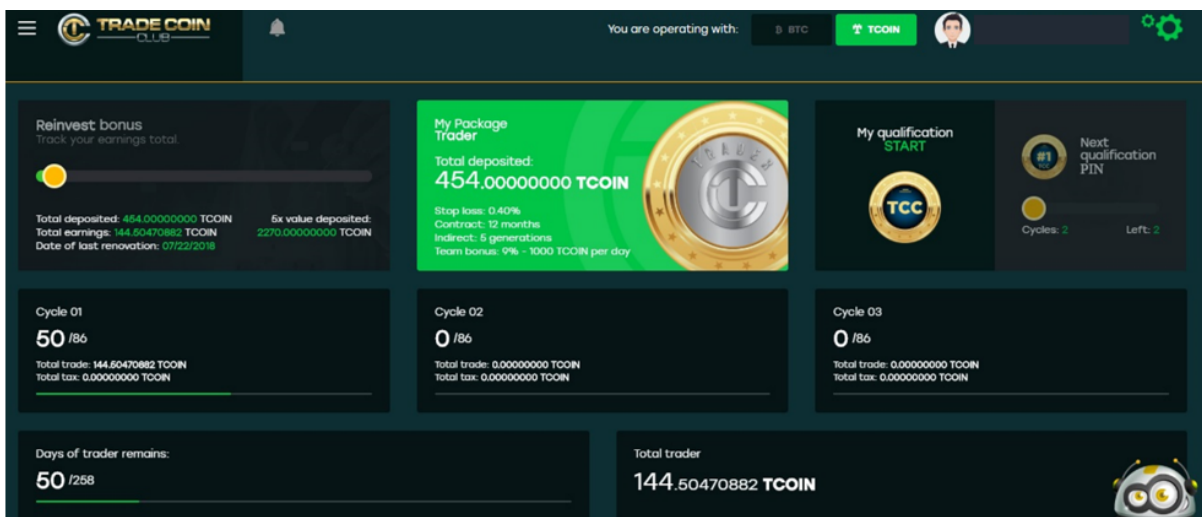 TRADE COIN
CLUB
You are operating with:
BTC
TCOIN
Reinvest bonus
Track your earnings total.
Total deposited: 454.00000000 TCOIN
5x value deposited:
Total earnings: 144.50470882 TCOIN
2270.00000000 TCOIN
Date of last renovation: 07/22/2018
My Package
Trader
Total deposited:
454.00000000 TCOIN
Stop loss: 0.40%
Contract: 12 months
Indirect: 5 generations
Team bonus: 9% - 1000 TCOIN per day
TRADER
My qualification
START
TCC
#1
Next
qualification
PIN
Cycles: 2
Left: 2
Cycle 01
50 /86
Total trade: 144.50470882 TCOIN
Total tax: 0.00000000 TCOIN
Cycle 02
0 /86
Total trade: 0.00000000 TCOIN
Total tax: 0.00000000 TCOIN
Cycle 03
0 /86
Total trade: 0.00000000 TCOIN
Total tax: 0.00000000 TCOIN
Days of trader remains:
50 /258
Total trader
144.50470882 TCOIN